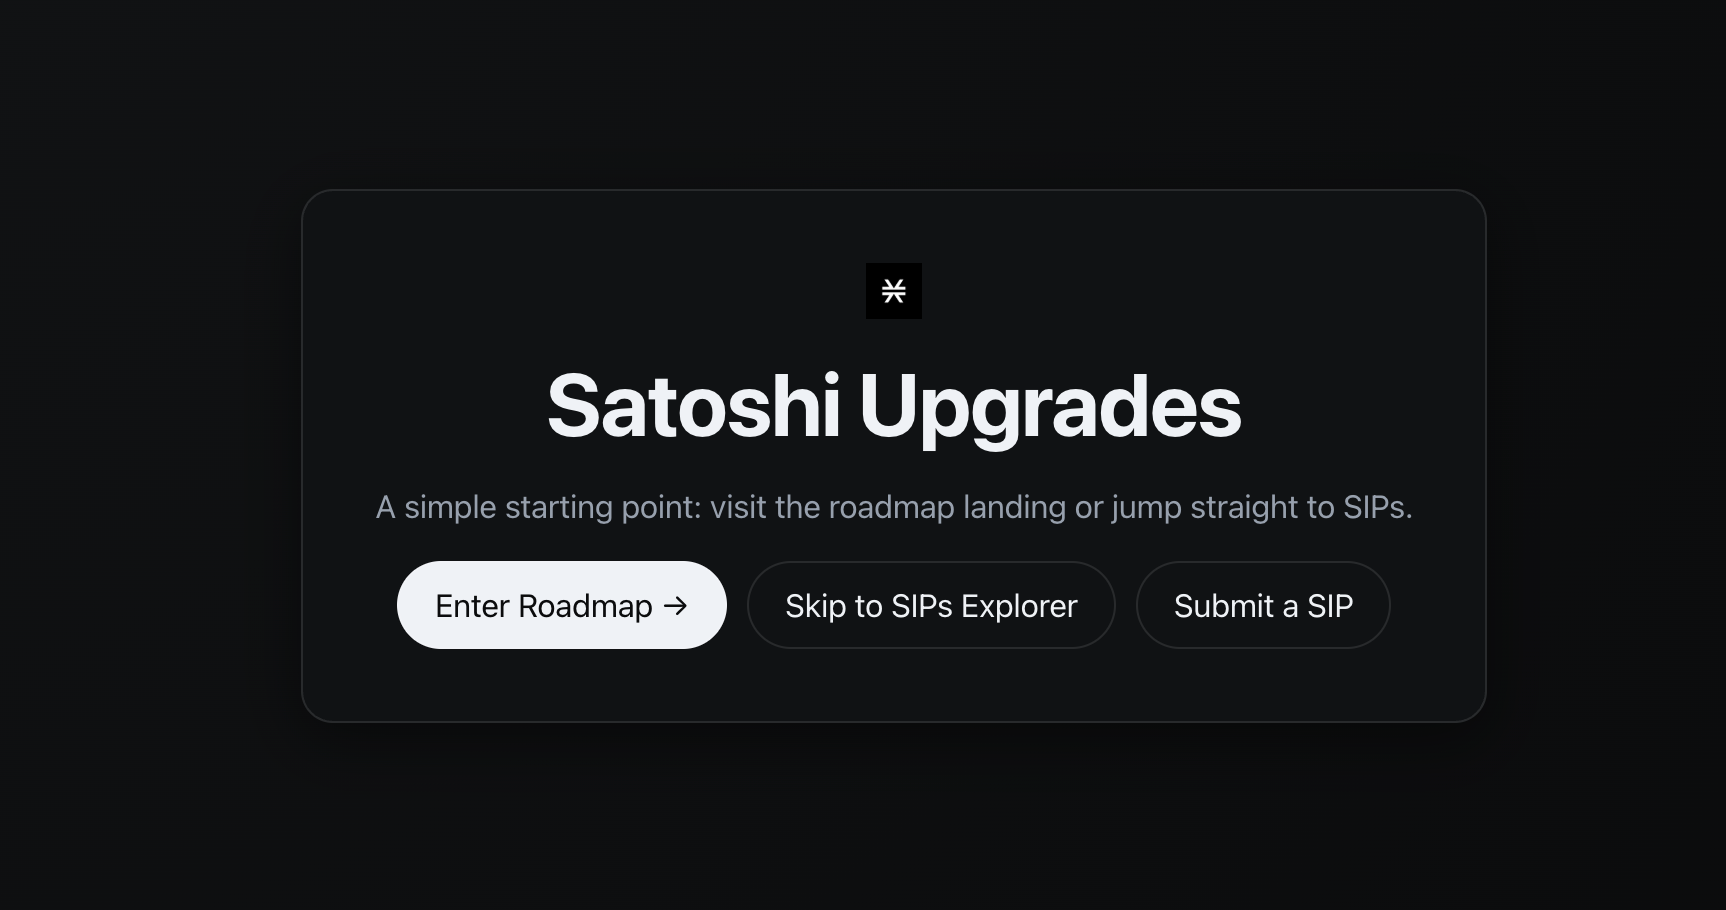 Satoshi Upgrades
A simple starting point: visit the roadmap landing or jump straight to SIPs.
Enter Roadmap →
Skip to SIPs Explorer
Submit a SIP